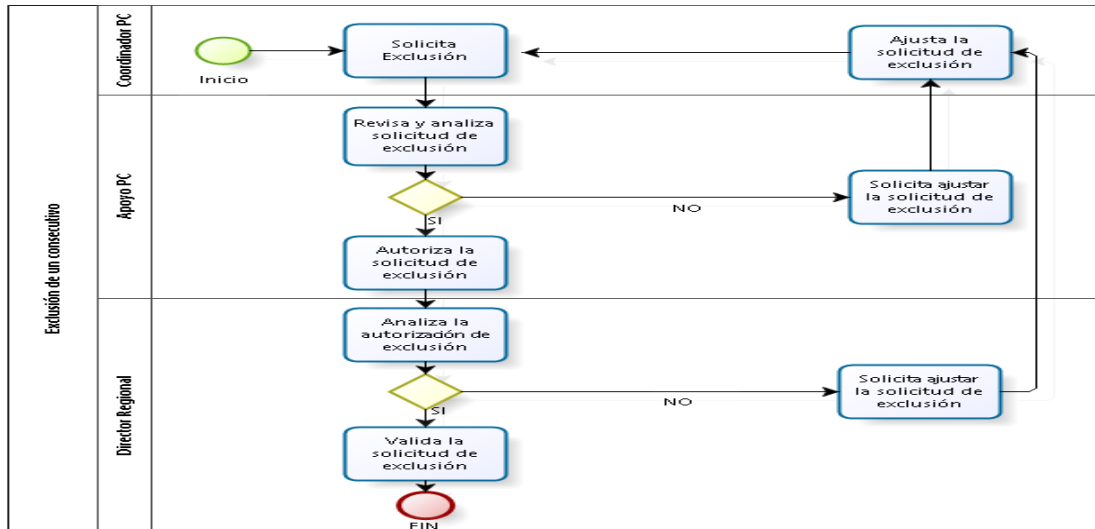 Exclusión de un consecutivo
Coordinador PC
Inicio
Solicita
Exclusión
Ajusta la
solicitud de
exclusión
Apoyo PC
Revisa y analiza
solicitud de
exclusión
SI
NO
Solicita ajustar
la solicitud de
exclusión
Autoriza la
solicitud de
exclusión
Director Regional
Analiza la
autorización de
exclusión
SI
NO
Solicita ajustar
la solicitud de
exclusión
Valida la
solicitud de
exclusión
FIN